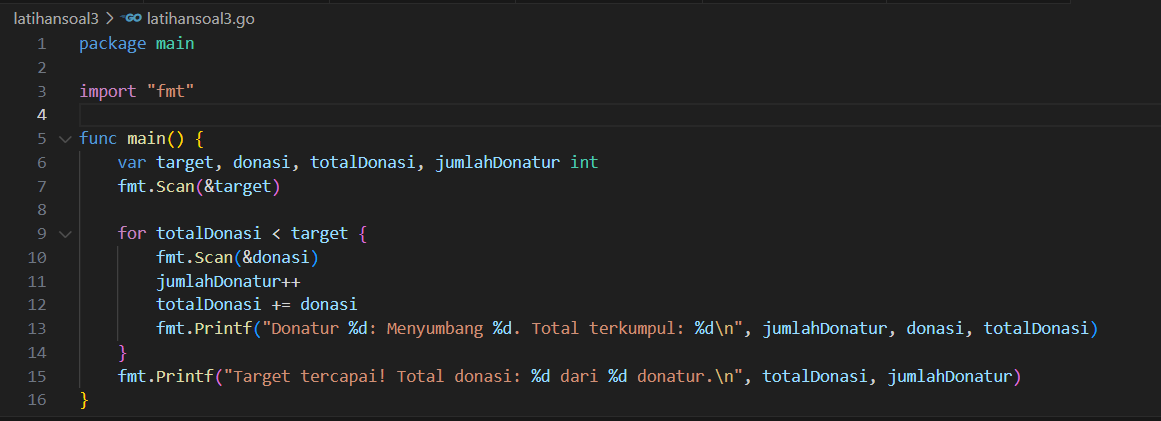 latihansoal3 > GO latihansoal3.go
1 package main
2
3 import "fmt"
4
5 func main() {
6 var target, donasi, totalDonasi, jumlahDonatur int
7 fmt.Scan(&target)
8
9 for totalDonasi < target {
10 fmt.Scan(&donasi)
11 jumlahDonatur++
12 totalDonasi += donasi
13 fmt.Printf("Donatur %d: Menyumbang %d. Total terkumpul: %d\n", jumlahDonatur, donasi, totalDonasi)
14 }
15 fmt.Printf("Target tercapai! Total donasi: %d dari %d donatur.\n", totalDonasi, jumlahDonatur)
16 }